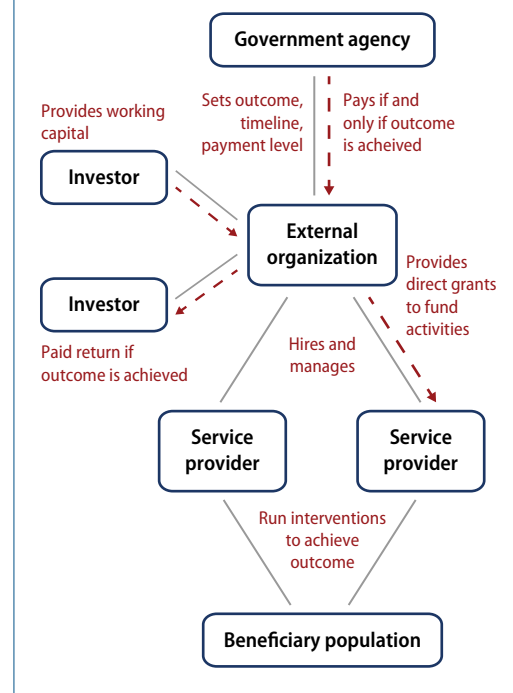 Government agency
Sets outcome,
timeline,
payment level
Pays if and
only if outcome
is acheived
Provides working
capital
Investor
External
organization
Investor
Paid return if
outcome is achieved
Provides
direct grants
to fund
activities
Hires and
manages
Service
provider
Service
provider
Run interventions
to achieve
outcome
Beneficiary population